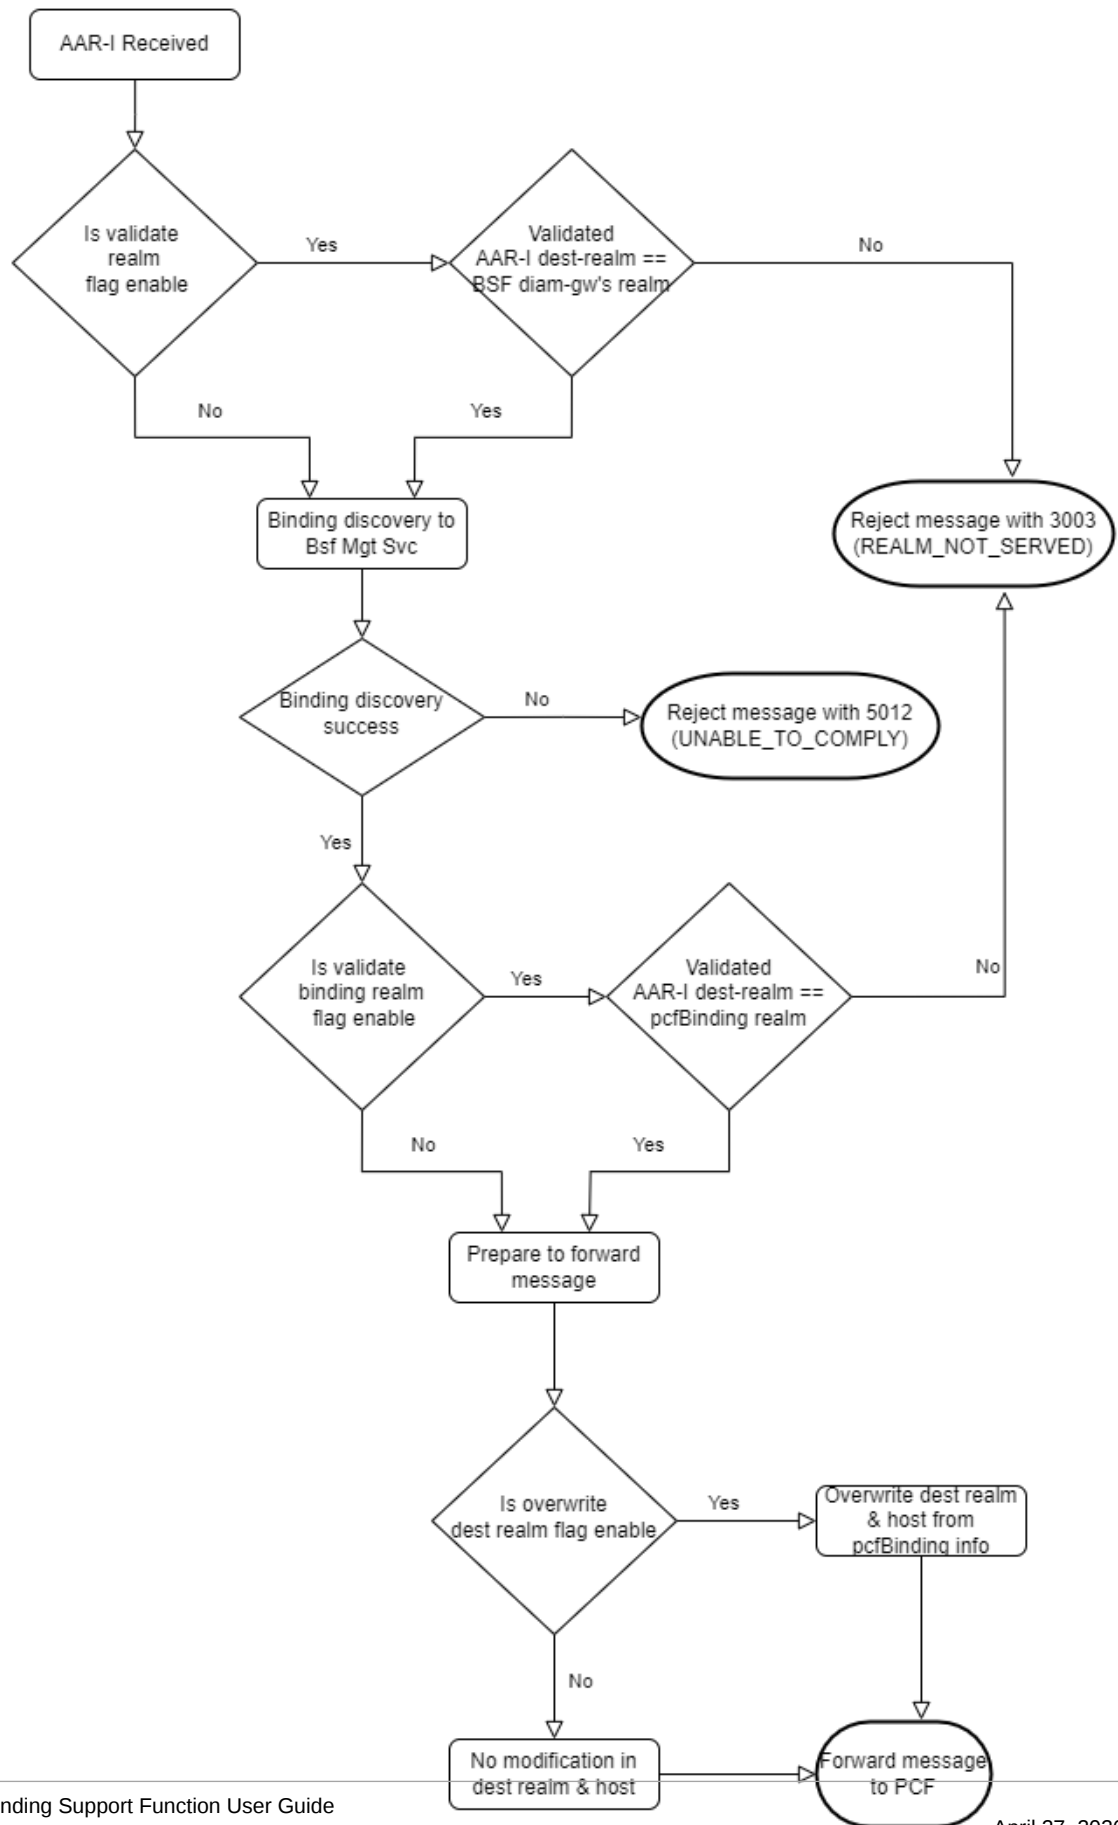 AAR-I Received
Is validate
realm
flag enable
Yes
Validated
AAR-I dest-realm ==
BSF diam-gw's realm
No
No
Yes
Binding discovery to
Bsf Mgt Svc
Reject message with 3003
(REALM_NOT_SERVED)
Binding discovery
success
No
Reject message with 5012
(UNABLE_TO_COMPLY)
Yes
Is validate
binding realm
flag enable
Yes
Validated
AAR-I dest-realm ==
pcfBinding realm
No
No
Yes
Prepare to forward
message
Is overwrite
dest realm flag enable
Yes
Overwrite dest realm
& host from
pcfBinding info
No
No modification in
dest realm & host
Forward message
to PCF
nding Support Function User Guide
April 27,